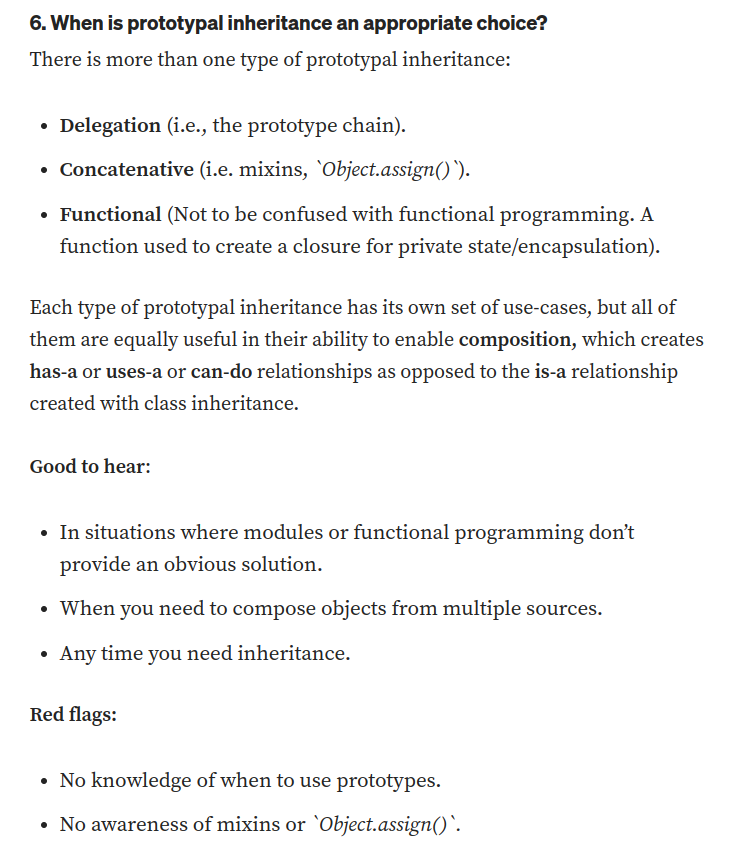 6. When is prototypal inheritance an appropriate choice?
There is more than one type of prototypal inheritance:
• Delegation (i.e., the prototype chain).
• Concatenative (i.e. mixins, `Object.assign()`).
• Functional (Not to be confused with functional programming. A
function used to create a closure for private state/encapsulation).
Each type of prototypal inheritance has its own set of use-cases, but all of
them are equally useful in their ability to enable composition, which creates
has-a or uses-a or can-do relationships as opposed to the is-a relationship
created with class inheritance.
Good to hear:
• In situations where modules or functional programming don’t
provide an obvious solution.
• When you need to compose objects from multiple sources.
• Any time you need inheritance.
Red flags:
• No knowledge of when to use prototypes.
• No awareness of mixins or `Object.assign()`.